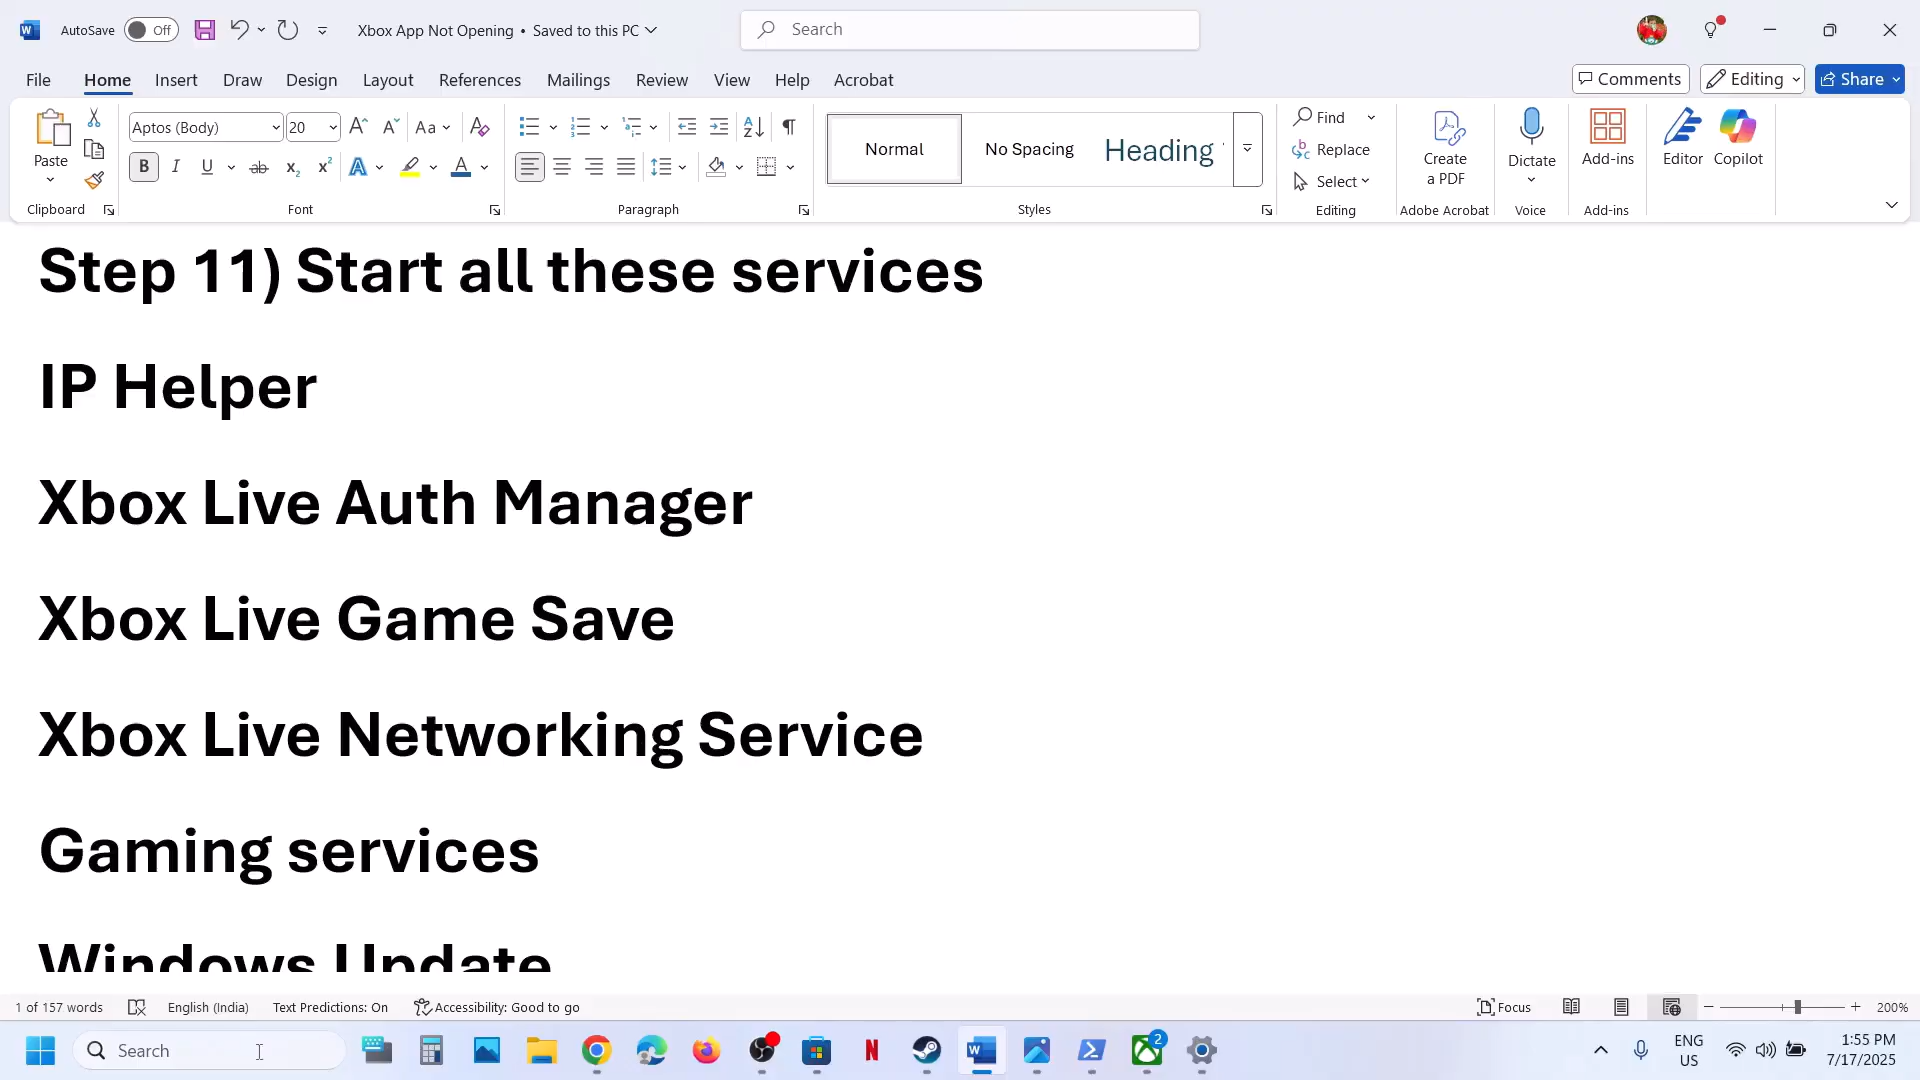 AutoSave Off Xbox App Not Opening • Saved to this PC Search
File Home Insert Draw Design Layout References Mailings Review View Help Acrobat Comments Editing Share
Paste Aptos (Body) 20 Aa Normal No Spacing Heading Find Replace Select Create a PDF Dictate Add-ins Editor Copilot
Clipboard Font Paragraph Styles Editing Adobe Acrobat Voice Add-ins
Step 11) Start all these services
IP Helper
Xbox Live Auth Manager
Xbox Live Game Save
Xbox Live Networking Service
Gaming services
Windows Update
1 of 157 words English (India) Text Predictions: On Accessibility: Good to go Focus 200%
Search 2 ENG US 1:55 PM 7/17/2025